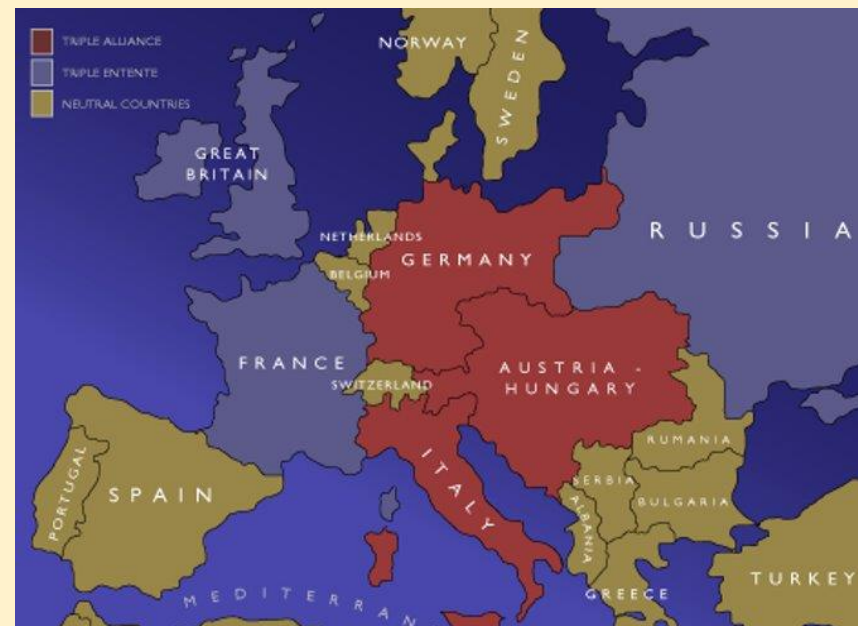 TRIPLE ALLIANCE
TRIPLE ENTENTE
NEUTRAL COUNTRIES
NORWAY
SWEDEN
GREAT
BRITAIN
NETHERLANDS
BELGIUM
GERMANY
RUSSIA
FRANCE
SWITZERLAND
AUSTRIA -
HUNGARY
ITALY
RUMANIA
SERBIA
BULGARIA
ALBANIA
PORTUGAL
SPAIN
GREECE
TURKEY
MEDITERRAN